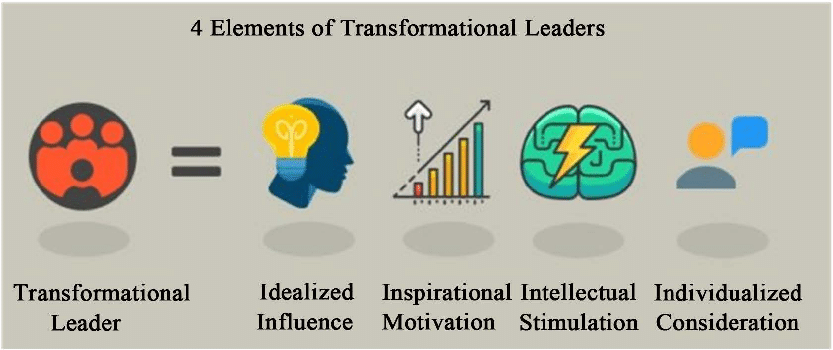 4 Elements of Transformational Leaders
=
Transformational
Leader
Idealized
Influence
Inspirational
Motivation
Intellectual
Stimulation
Individualized
Consideration